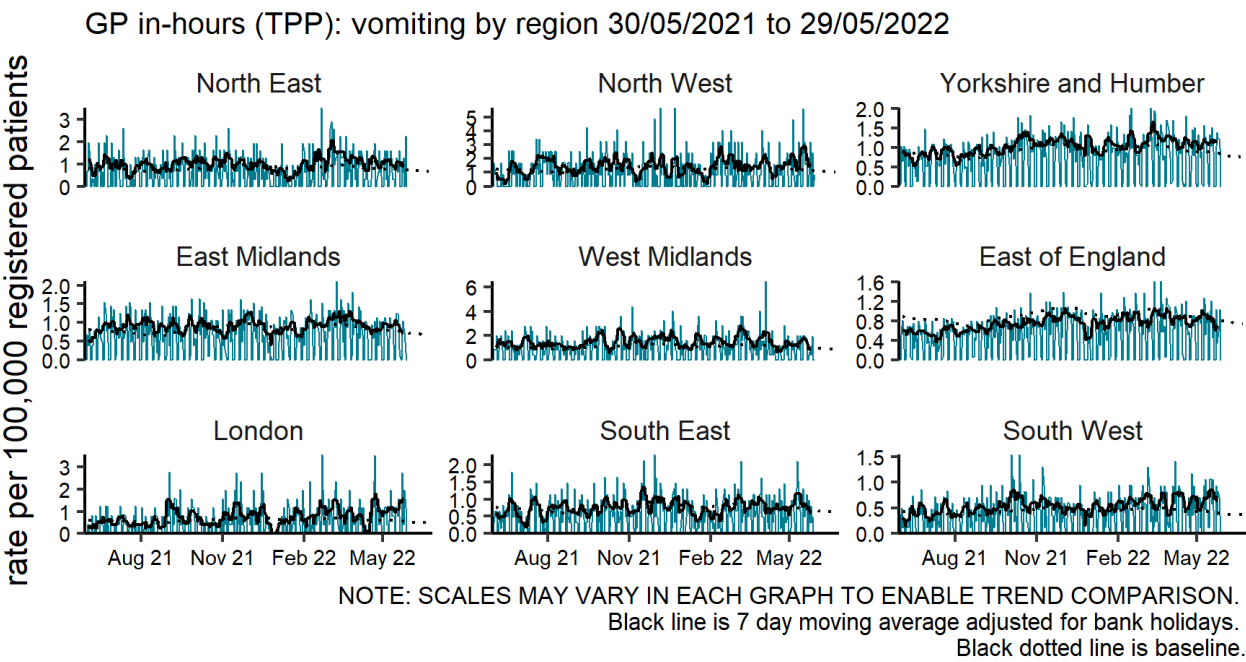 GP in-hours (TPP): vomiting by region 30/05/2021 to 29/05/2022
rate per 100,000 registered patients
North East
3
2
1
0
North West
5
4
3
2
1
0
Yorkshire and Humber
2.0
1.5
1.0
0.5
0.0
East Midlands
2.0
1.5
1.0
0.5
0.0
West Midlands
6
4
2
0
East of England
1.6
1.2
0.8
0.4
0.0
London
3
2
1
0
Aug 21 Nov 21 Feb 22 May 22
South East
2.0
1.5
1.0
0.5
0.0
Aug 21 Nov 21 Feb 22 May 22
South West
1.5
1.0
0.5
0.0
Aug 21 Nov 21 Feb 22 May 22
NOTE: SCALES MAY VARY IN EACH GRAPH TO ENABLE TREND COMPARISON.
Black line is 7 day moving average adjusted for bank holidays.
Black dotted line is baseline.